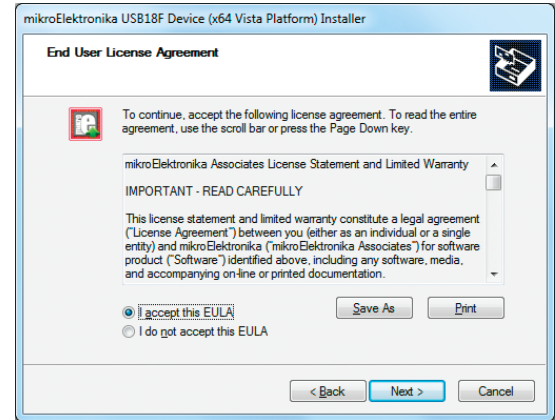 mikroElektronika USB18F Device (x64 Vista Platform) Installer
End User License Agreement
To continue, accept the following license agreement. To read the entire
agreement, use the scroll bar or press the Page Down key.
mikroElektronika Associates License Statement and Limited Warranty
IMPORTANT - READ CAREFULLY
This license statement and limited warranty constitute a legal agreement
("License Agreement") between you (either as an individual or a single
entity) and mikroElektronika ("mikroElektronika Associates") for software
product ("Software") identified above, including any software, media,
and accompanying on-line or printed documentation.
I accept this EULA
Save As
Print
I do not accept this EULA
< Back
Next >
Cancel